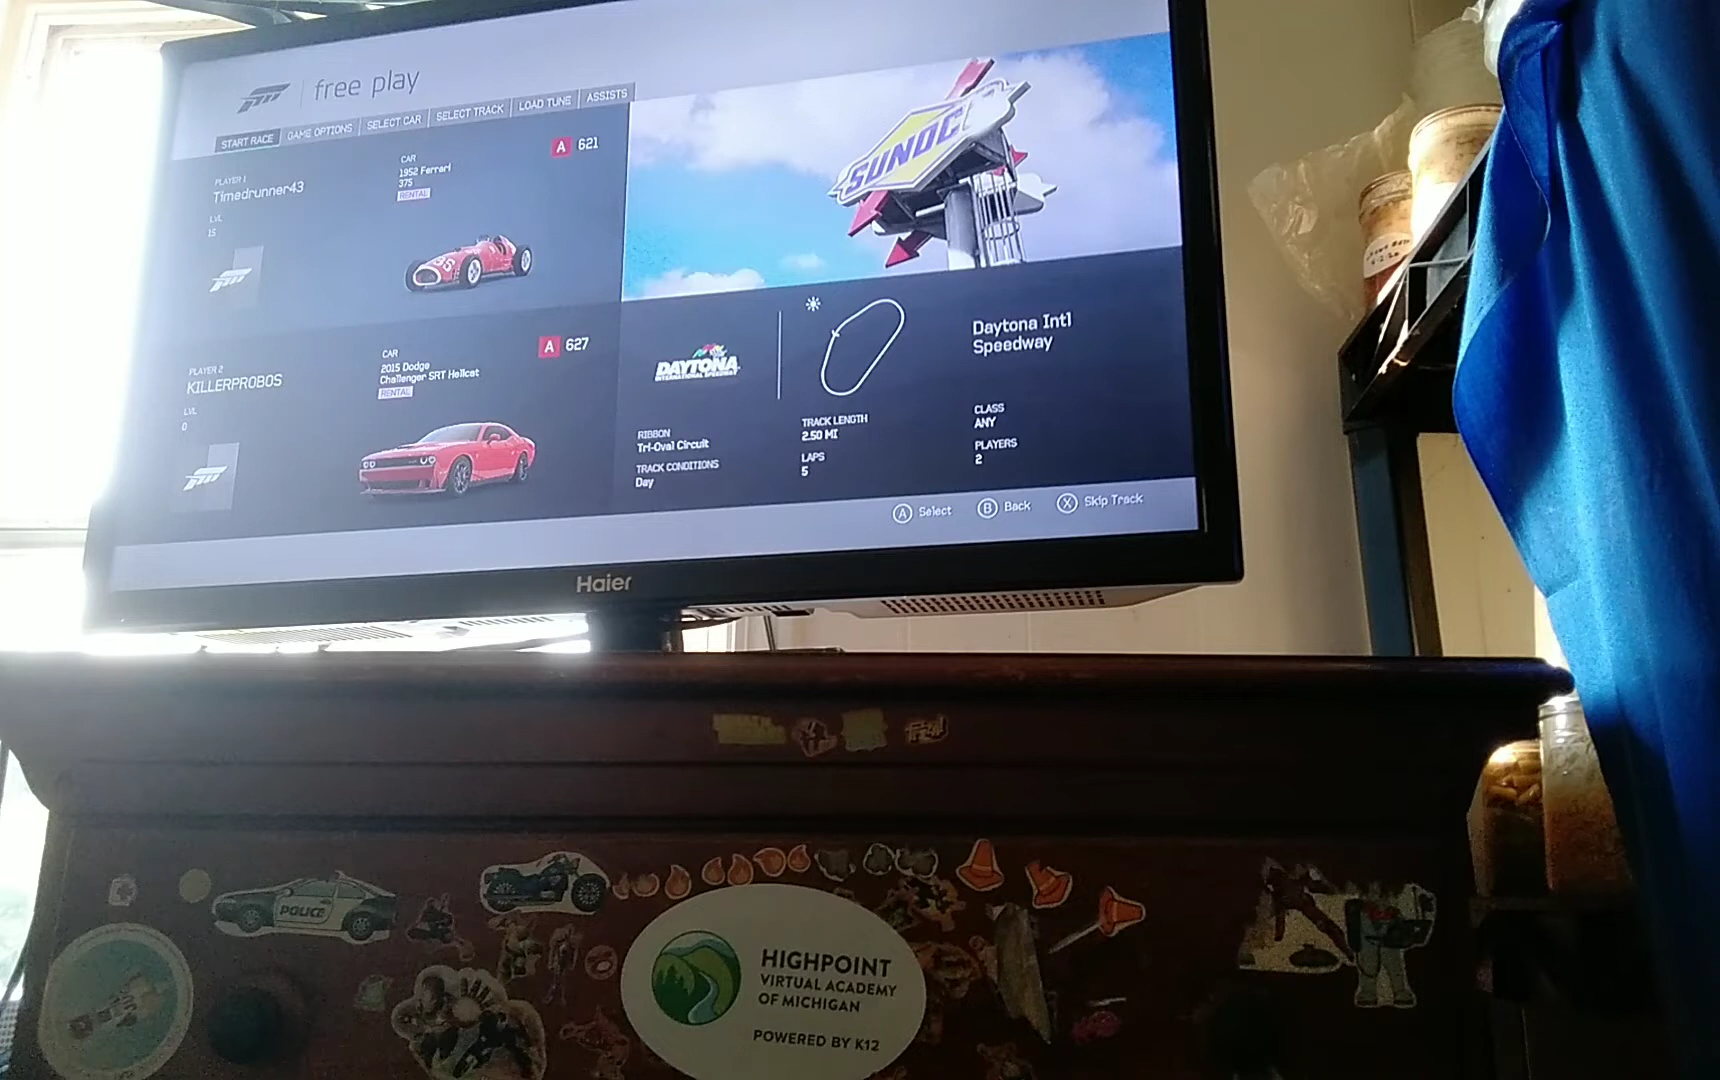 free play
START RACE
GAME OPTIONS
SELECT CAR
SELECT TRACK
LOAD TUNE
ASSISTS
PLAYER 1
Timedrunner43
LVL
15
CAR
1952 Ferrari
375
RENTAL
A 621
35
PLAYER 2
KILLERPROBOS
LVL
0
CAR
2015 Dodge
Challenger SRT Hellcat
RENTAL
A 627
SUNOCO
DAYTONA
INTERNATIONAL SPEEDWAY
Daytona Intl
Speedway
RIBBON
Tri-Oval Circuit
TRACK CONDITIONS
Day
TRACK LENGTH
2.50 MI
LAPS
5
CLASS
ANY
PLAYERS
2
A Select
B Back
X Skip Track
Haier
POLICE
HIGHPOINT
VIRTUAL ACADEMY
OF MICHIGAN
POWERED BY K12